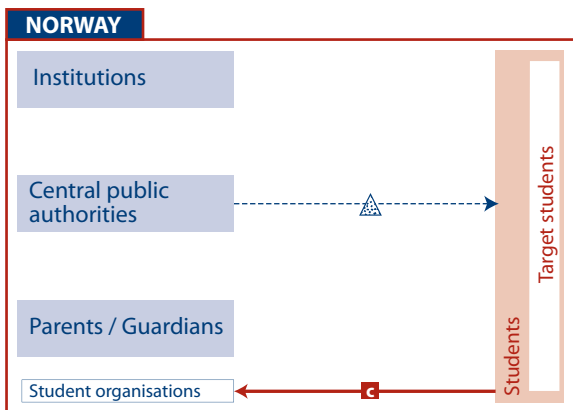 NORWAY
Institutions
Central public
authorities
Parents / Guardians
Student organisations
c
Students
Target students